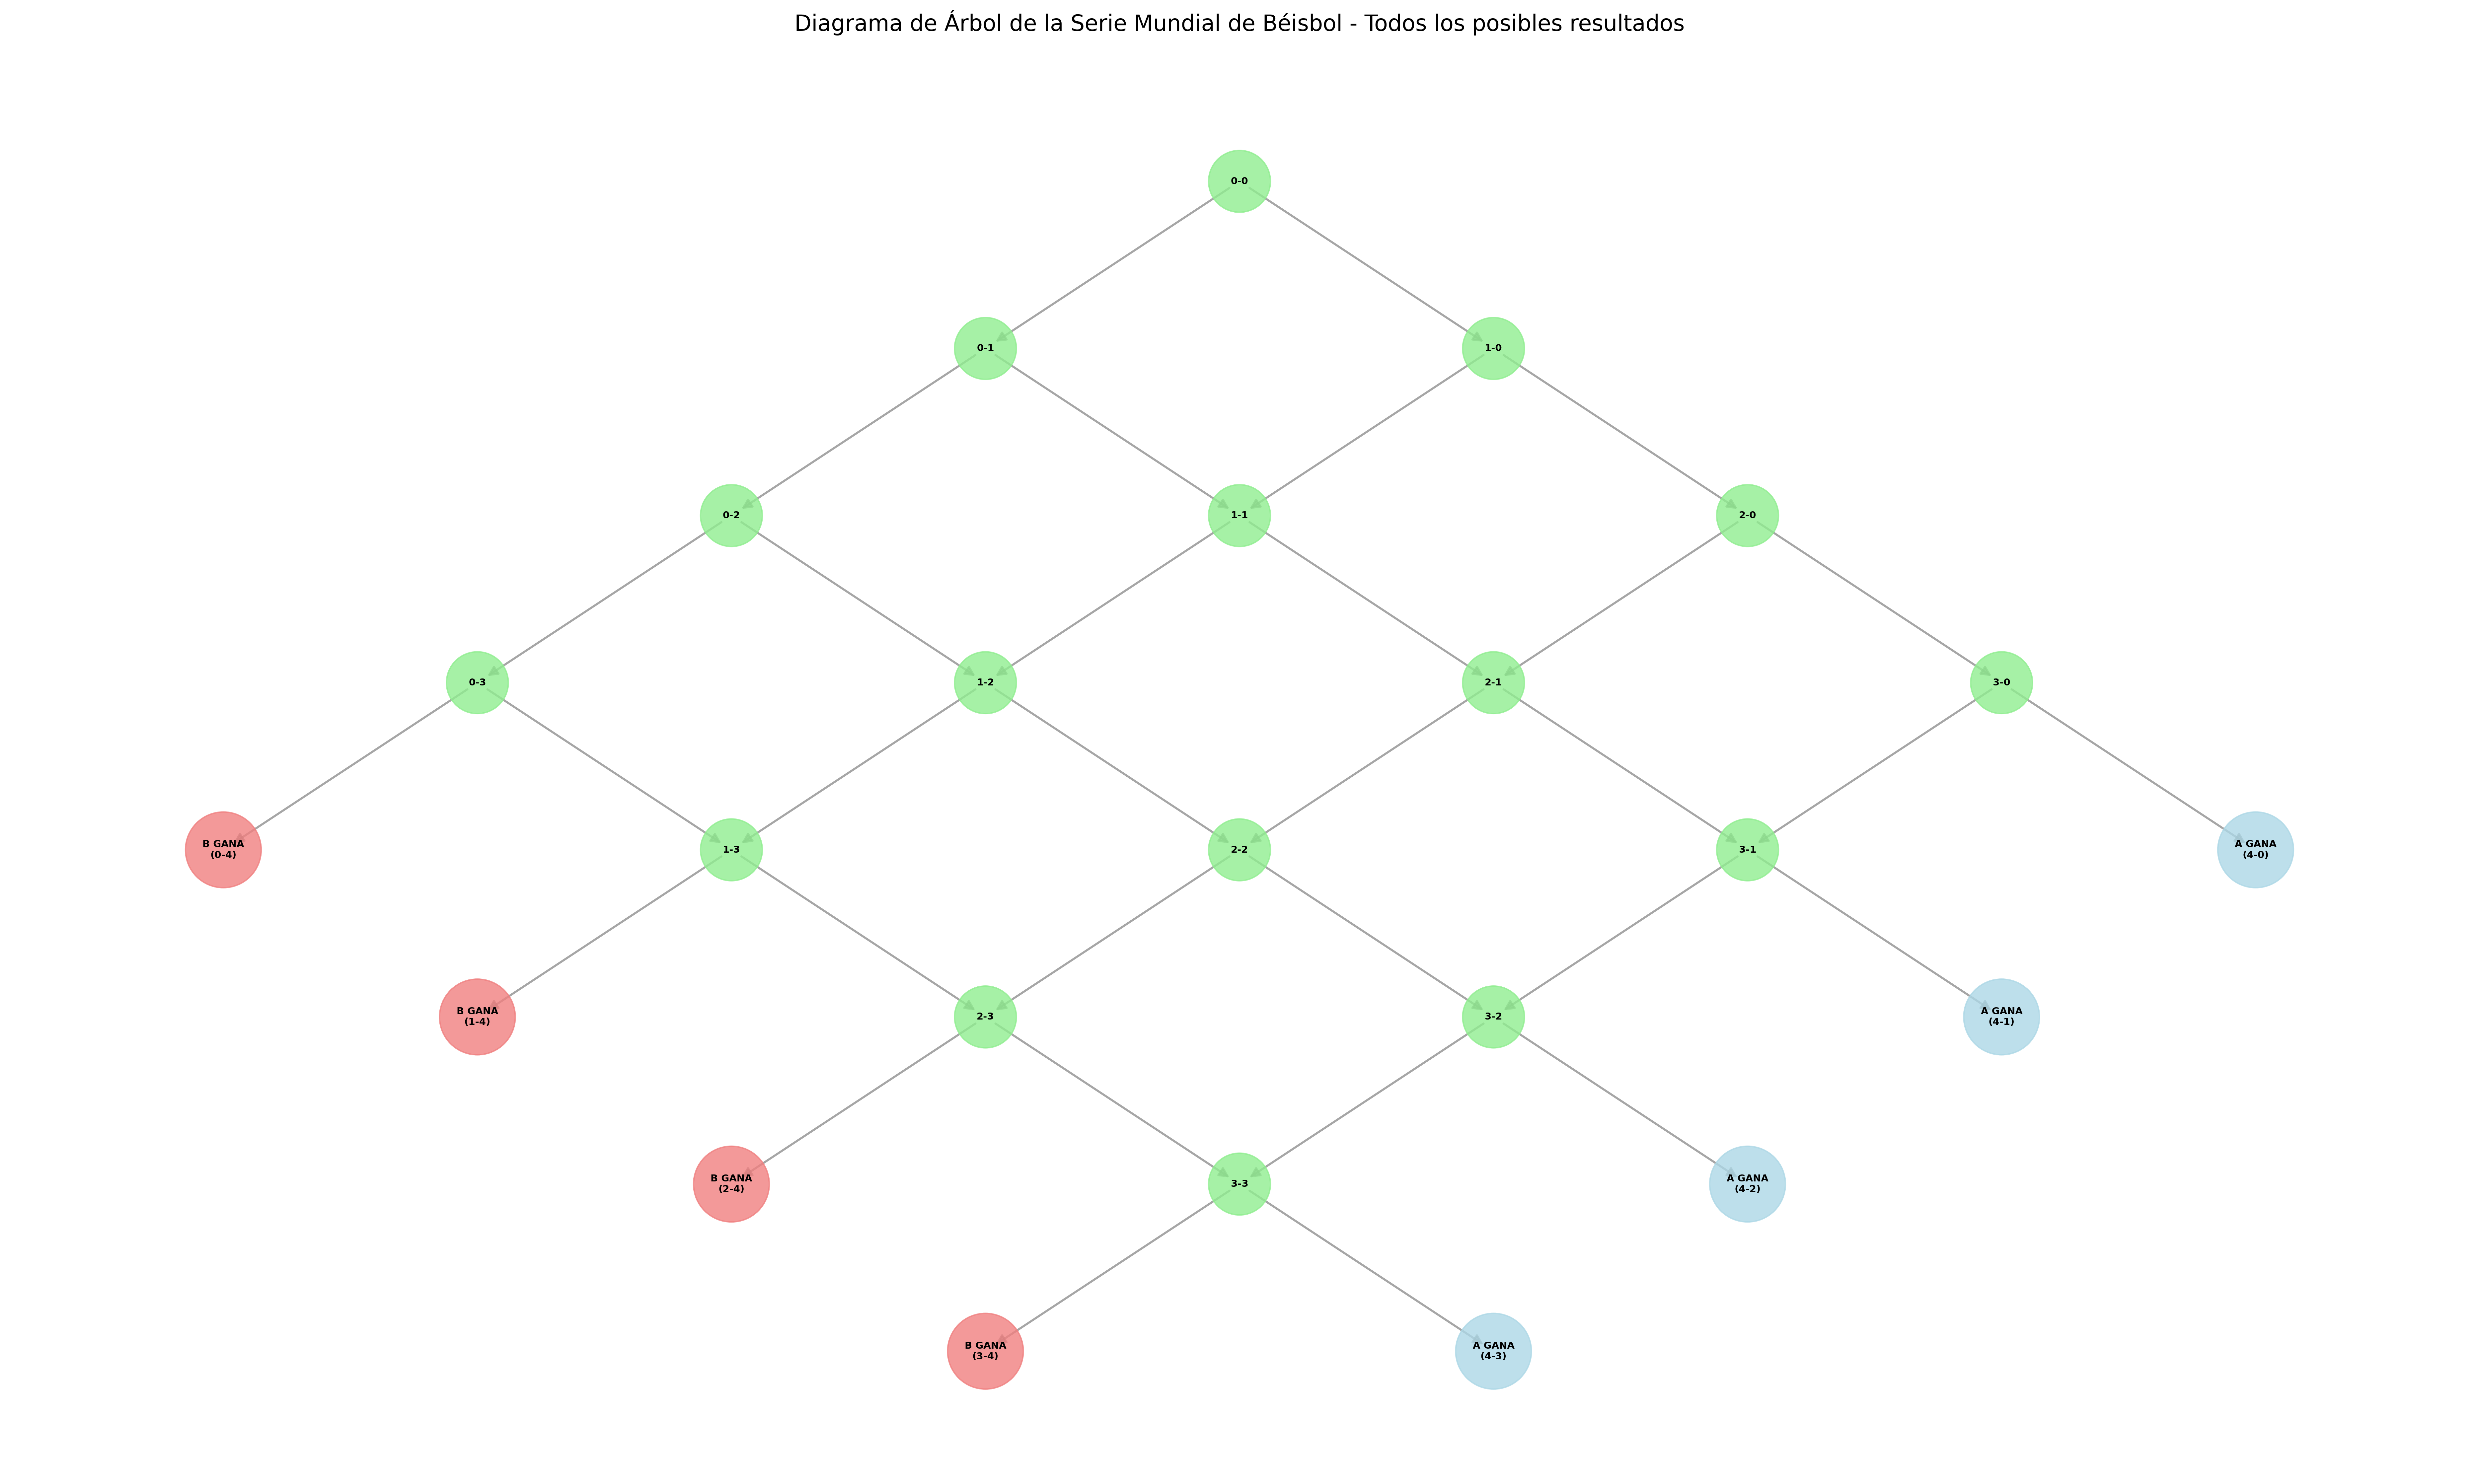 Diagrama de Árbol de la Serie Mundial de Béisbol - Todos los posibles resultados
0-0
0-1
1-0
0-2
1-1
2-0
0-3
1-2
2-1
3-0
B GANA
(0-4)
1-3
2-2
3-1
A GANA
(4-0)
B GANA
(1-4)
2-3
3-2
A GANA
(4-1)
B GANA
(2-4)
3-3
A GANA
(4-2)
B GANA
(3-4)
A GANA
(4-3)